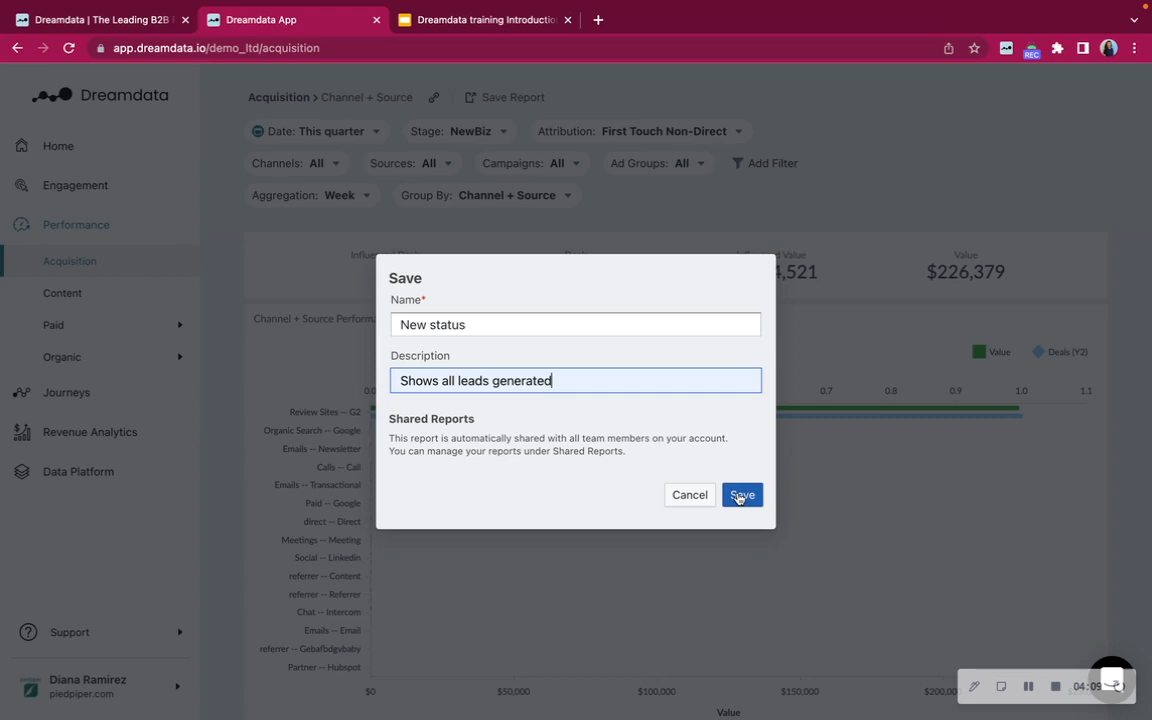 Dreamdata | The Leading B2B
Dreamdata App
Dreamdata training Introductio
app.dreamdata.io/demo_ltd/acquisition
REC
Dreamdata
Acquisition > Channel + Source
Save Report
Date: This quarter
Stage: NewBiz
Attribution: First Touch Non-Direct
Home
Channels: All
Sources: All
Campaigns: All
Ad Groups: All
Add Filter
Engagement
Aggregation: Week
Group By: Channel + Source
Performance
Acquisition
Value
4,521
$226,379
Content
Save
Name*
Channel + Source Performa
New status
Paid
Value
Deals (Y2)
Description
Organic
Shows all leads generated
Journeys
0.7
0.8
0.9
1.0
1.1
Review Sites -- G2
Shared Reports
Organic Search -- Google
Revenue Analytics
This report is automatically shared with all team members on your account.
You can manage your reports under Shared Reports.
Emails -- Newsletter
Calls -- Call
Data Platform
Emails -- Transactional
Cancel
Save
Paid -- Google
direct -- Direct
Meetings -- Meeting
Social -- Linkedin
referrer -- Content
referrer -- Referrer
Chat -- Intercom
Emails -- Email
Support
referrer -- Gebafbdgvbaby
Partner -- Hubspot
Diana Ramirez
piedpiper.com
$0
$50,000
$100,000
$150,000
$200,000
04:09
Value